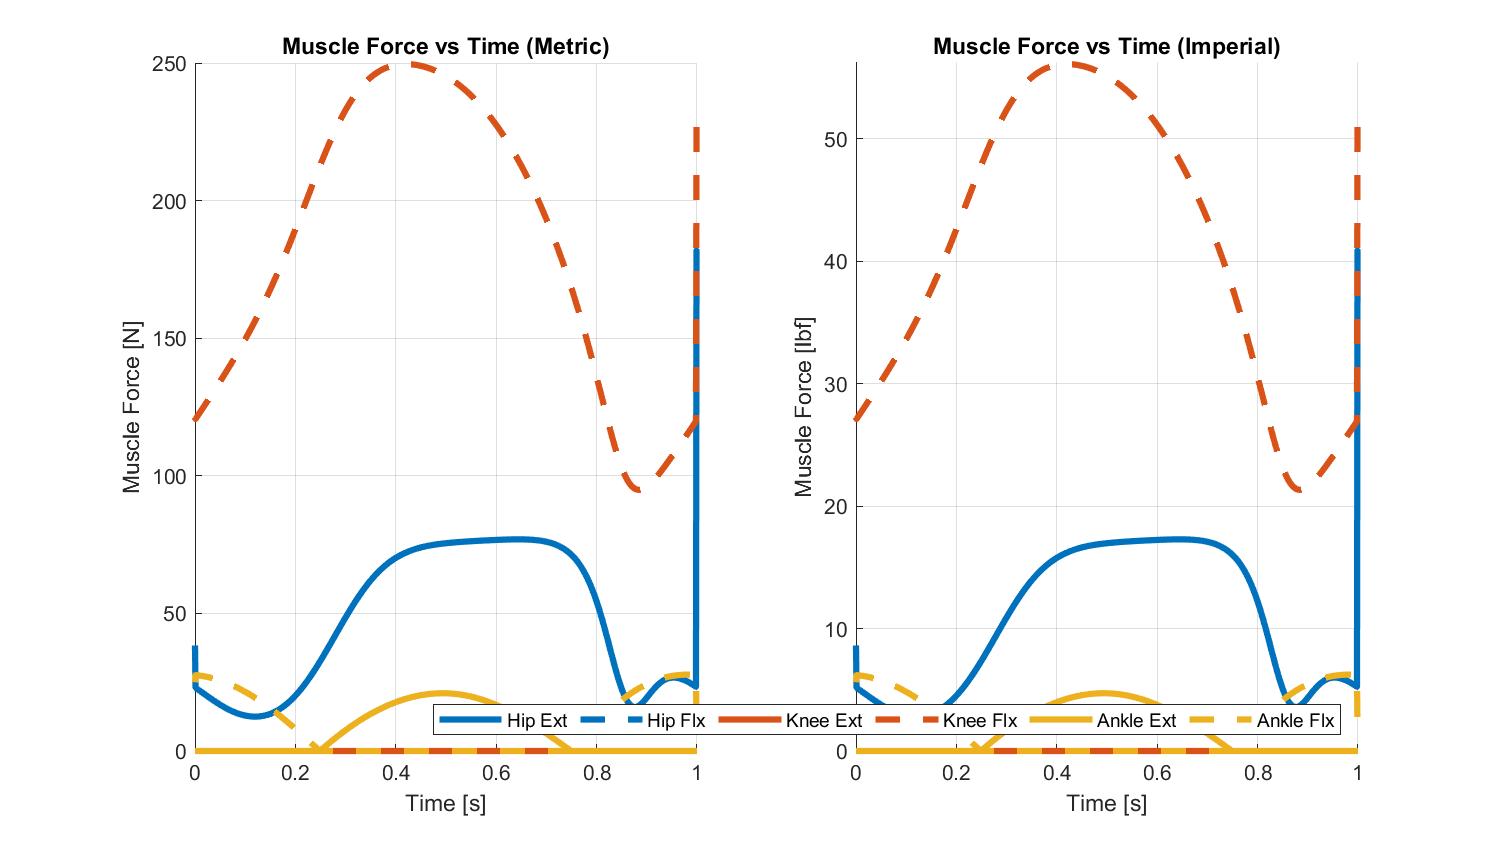 Muscle Force vs Time (Metric)
250
200
150
100
50
0
Muscle Force [N]
0 0.2 0.4 0.6 0.8 1
Time [s]
Muscle Force vs Time (Imperial)
50
40
30
20
10
0
Muscle Force [lbf]
0 0.2 0.4 0.6 0.8 1
Time [s]
Hip Ext Hip Flx Knee Ext Knee Flx Ankle Ext Ankle Flx